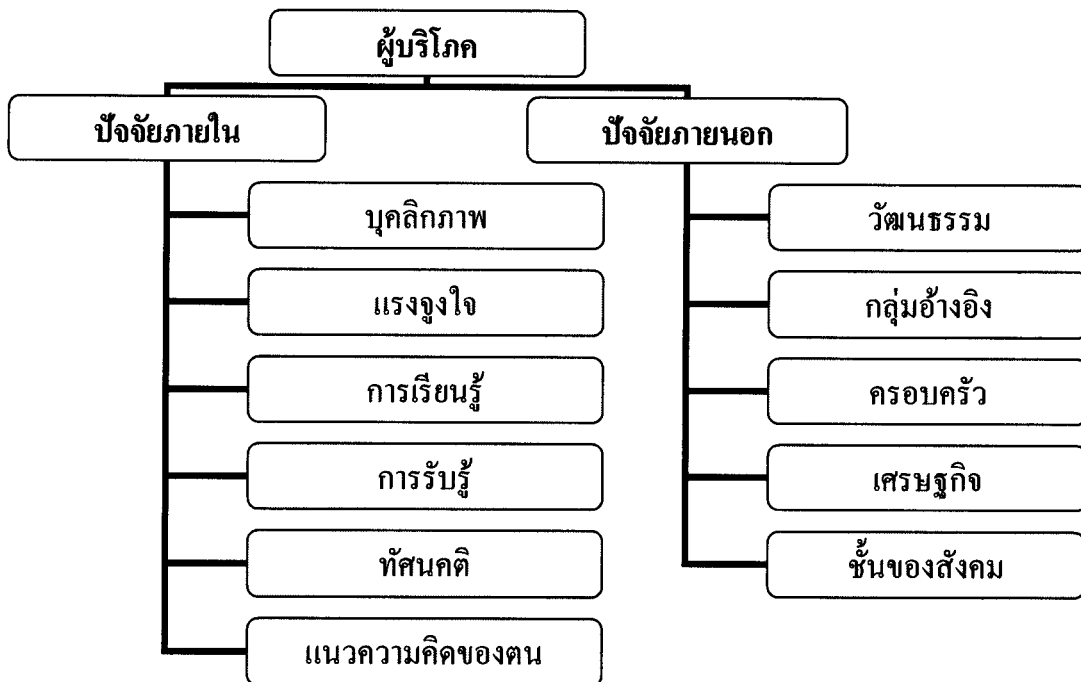 ผู้บริโภค
ปัจจัยภายใน
บุคลิกภาพ
แรงจูงใจ
การเรียนรู้
การรับรู้
ทัศนคติ
แนวความคิดของตน
ปัจจัยภายนอก
วัฒนธรรม
กลุ่มอ้างอิง
ครอบครัว
เศรษฐกิจ
ชั้นของสังคม